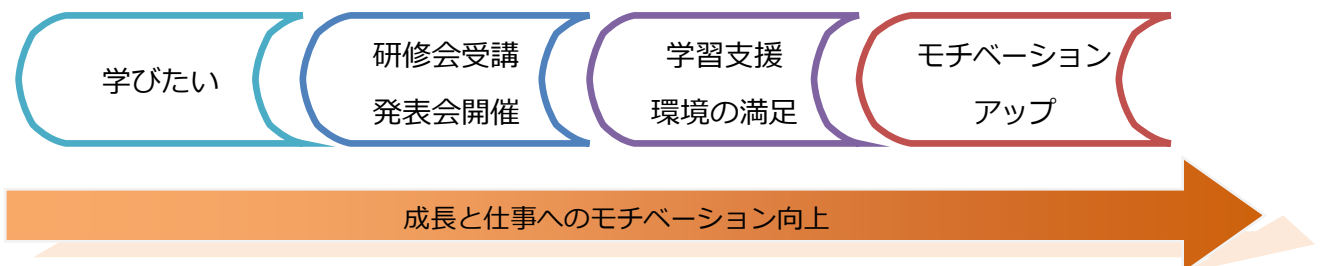 学びたい
研修会受講
発表会開催
学習支援
環境の満足
モチベーション
アップ
成長と仕事へのモチベーション向上